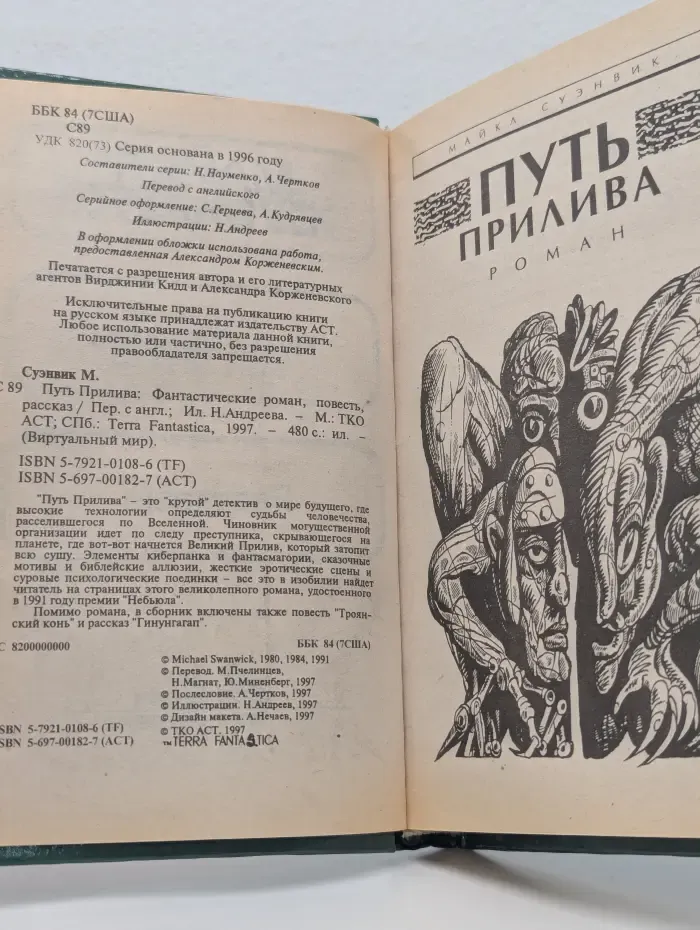 ББК 84 (7США)
С89
УДК 820(73) Серия основана в 1996 году
Составители серии: Н.Науменко, А.Чертков
Перевод с английского
Серийное оформление: С.Герцева, А.Кудрявцев
Иллюстрации: Н.Андреев
В оформлении обложки использована работа,
предоставленная Александром Корженевским.
Печатается с разрешения автора и его литературных
агентов Вирджинии Кидд и Александра Корженевского
Исключительные права на публикацию книги
на русском языке принадлежат издательству АСТ.
Любое использование материала данной книги,
полностью или частично, без разрешения
правообладателя запрещается.
Суэнвик М.
С 89 Путь Прилива: Фантастические роман, повесть,
рассказ / Пер. с англ.; Ил. Н.Андреева. – М.: ТКО
АСТ; СПб.: Terra Fantastica, 1997. – 480 с.: ил. –
(Виртуальный мир).
ISBN 5-7921-0108-6 (TF)
ISBN 5-697-00182-7 (АСТ)
"Путь Прилива" – это "крутой" детектив о мире будущего, где
высокие технологии определяют судьбы человечества,
расселившегося по Вселенной. Чиновник могущественной
организации идет по следу преступника, скрывающегося на
планете, где вот-вот начнется Великий Прилив, который затопит
всю сушу. Элементы киберпанка и фантасмагории, сказочные
мотивы и библейские аллюзии, жесткие эротические сцены и
суровые психологические поединки – все это в изобилии найдет
читатель на страницах этого великолепного романа, удостоенного
в 1991 году премии "Небьюла".
Помимо романа, в сборник включены также повесть "Троян-
ский конь" и рассказ "Гинунгагап".
С 8200000000 ББК 84 (7США)
© Michael Swanwick, 1980, 1984, 1991
© Перевод. М.Пчелинцев,
Н.Магнат, Ю.Миненберг, 1997
© Послесловие. А.Чертков, 1997
© Иллюстрации. Н.Андреев, 1997
© Дизайн макета. А.Нечаев, 1997
ISBN 5-7921-0108-6 (TF) © ТКО АСТ. 1997
ISBN 5-697-00182-7 (АСТ) ™ TERRA FANTASTICA
МАЙКЛ СУЭНВИК
ПУТЬ
ПРИЛИВА
РОМАН